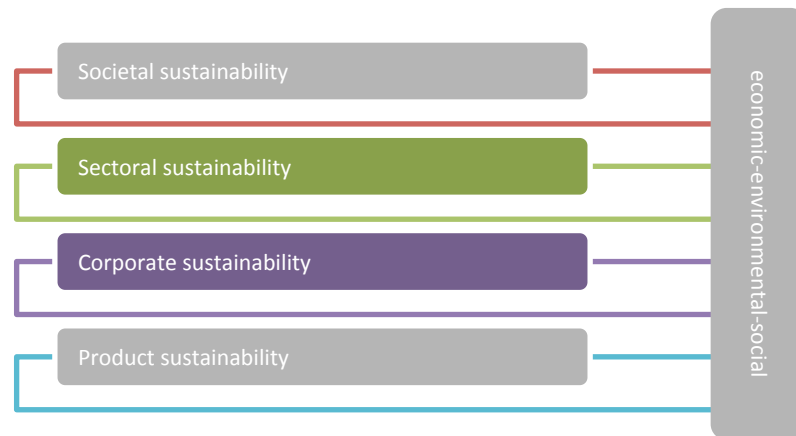 Societal sustainability
Sectoral sustainability
Corporate sustainability
Product sustainability
economic-environmental-social